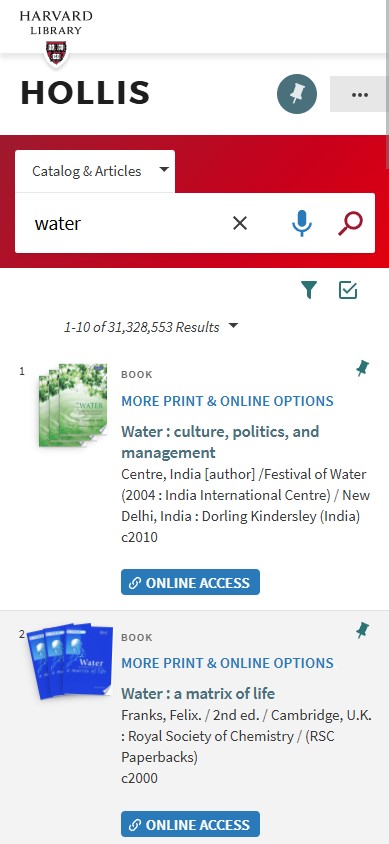 HARVARD
LIBRARY
HOLLIS
Catalog & Articles
water
1-10 of 31,328,553 Results
1
WATER
BOOK
MORE PRINT & ONLINE OPTIONS
Water : culture, politics, and
management
Centre, India [author] /Festival of Water
(2004 : India International Centre) / New
Delhi, India : Dorling Kindersley (India)
c2010
ONLINE ACCESS
2
Water
a matrix of life
BOOK
MORE PRINT & ONLINE OPTIONS
Water : a matrix of life
Franks, Felix. / 2nd ed. / Cambridge, U.K.
: Royal Society of Chemistry / (RSC
Paperbacks)
c2000
ONLINE ACCESS